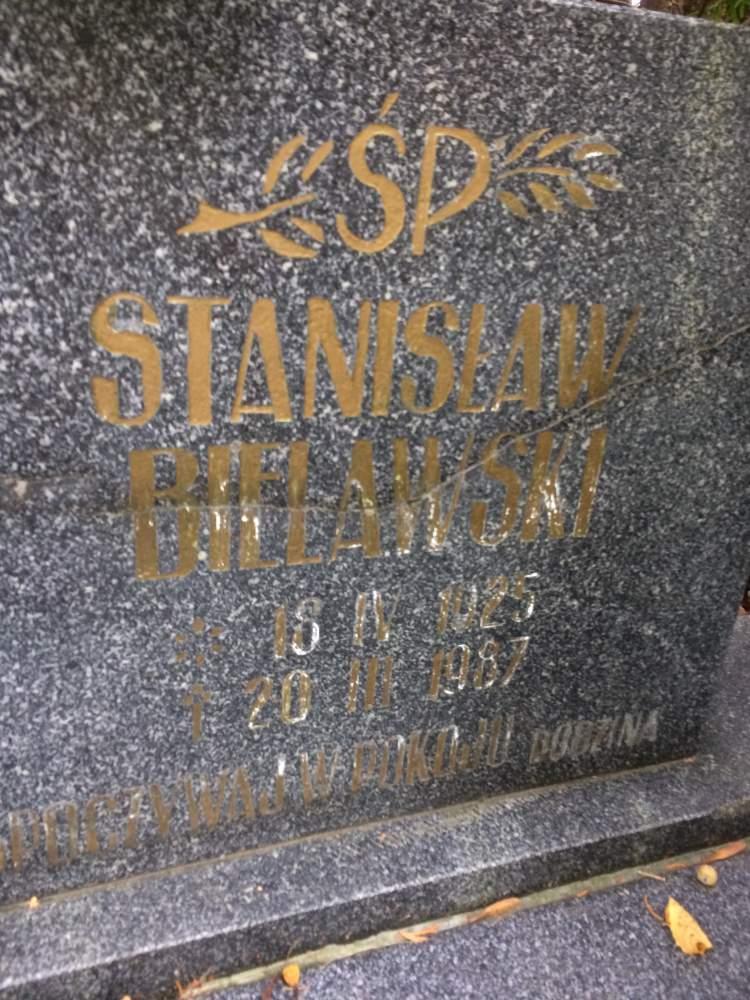 ŚP
STANISŁAW
BIELAWSKI
18 IV 1925
20 III 1987
SPOCZYWAJ W POKOJU RODZINA